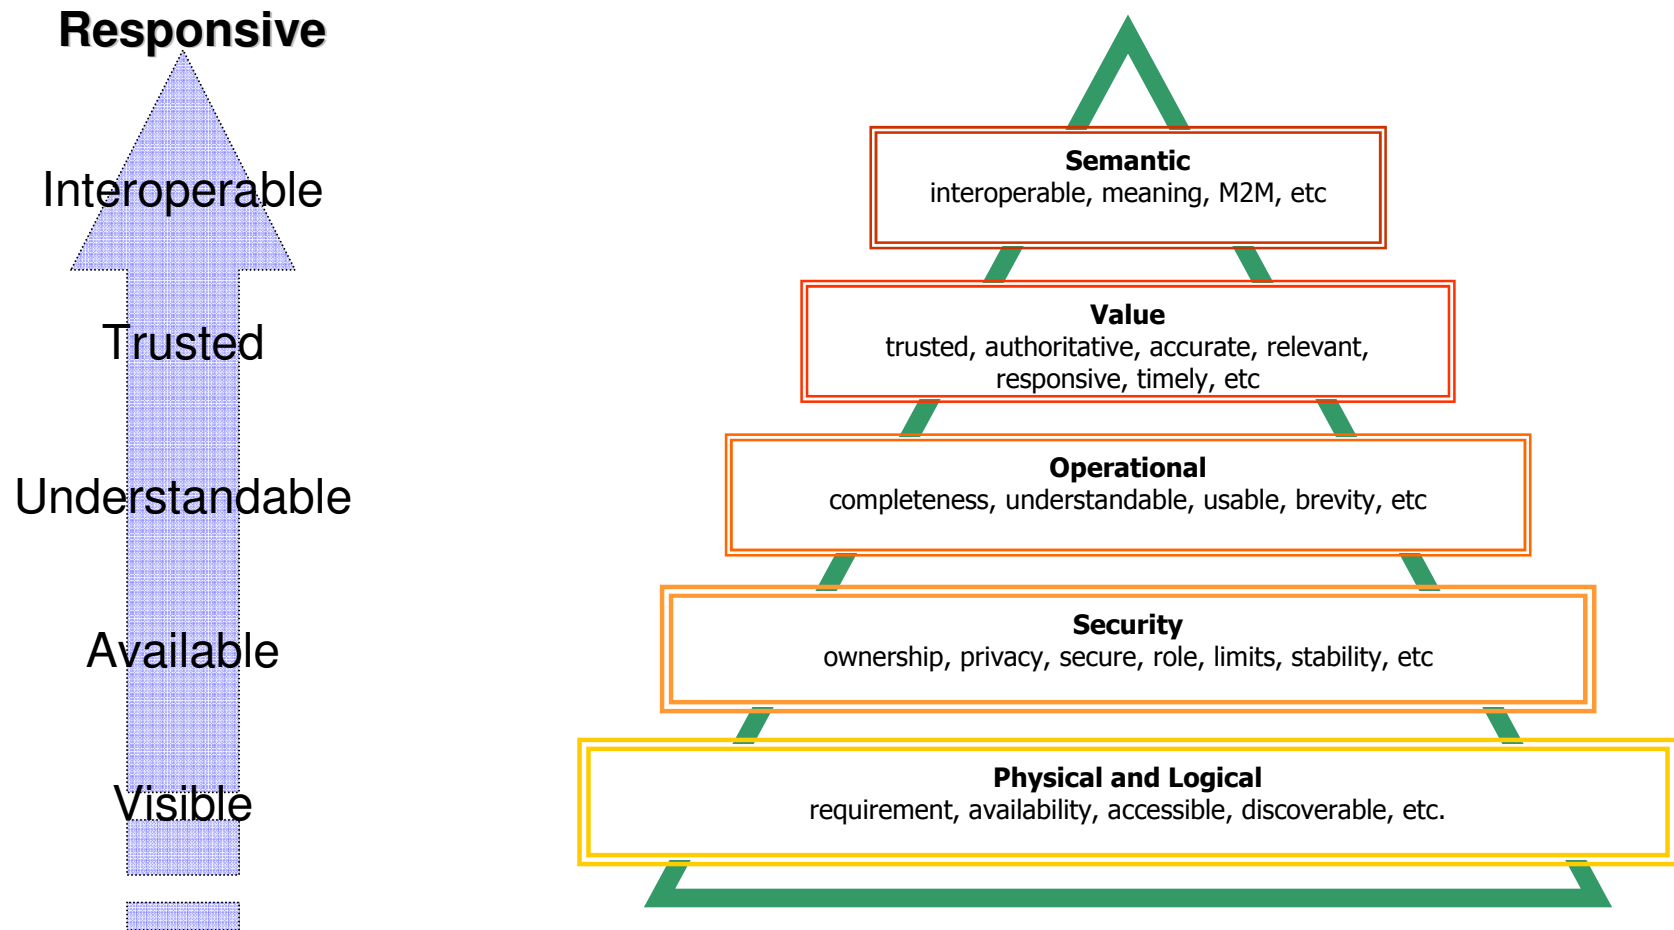 Responsive
Interoperable
Trusted
Understandable
Available
Visible
Semantic
interoperable, meaning, M2M, etc
Value
trusted, authoritative, accurate, relevant,
responsive, timely, etc
Operational
completeness, understandable, usable, brevity, etc
Security
ownership, privacy, secure, role, limits, stability, etc
Physical and Logical
requirement, availability, accessible, discoverable, etc.